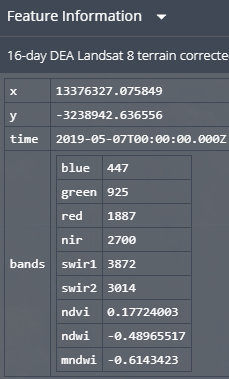 Feature Information
16-day DEA Landsat 8 terrain correcte
x 13376327.075849
y -3238942.636556
time 2019-05-07T00:00:00.000Z
blue 447
green 925
red 1887
nir 2700
swir1 3872
bands swir2 3014
ndvi 0.17724003
ndwi -0.48965517
mndwi -0.6143423